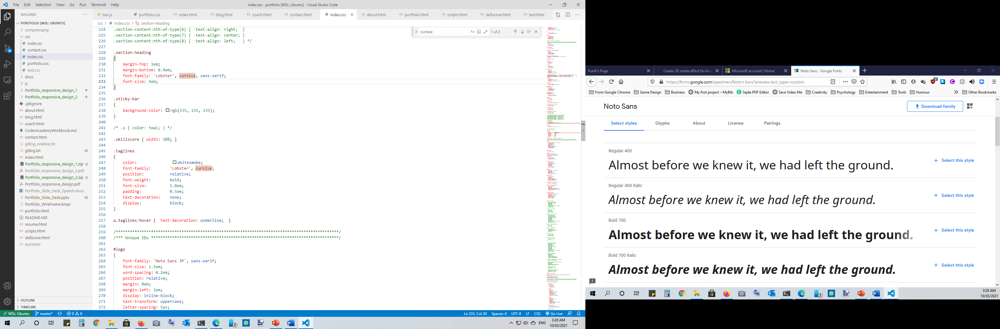 File Edit Selection View Go Run Terminal Help
index.css - portfolio [WSL: Ubuntu] - Visual Studio Code
EXPLORER
PORTFOLIO [WSL: UBUNTU]
compresspng
css
# code.css
# contact.css
# index.css
# portfolio.css
# test.css
docs
js
Portfolio_responsive_design_1
Portfolio_responsive_design_2
.gitignore
about.html
blog.html
coach.html
CoderAcademyWorkbook.md
contact.html
gitlog_oneline.txt
gitlog.txt M
index.html
Portfolio_responsive_design_1.zip U
Portfolio_responsive_design_2.pdf
Portfolio_responsive_design_2.zip U
Portfolio_responsive_design.pdf
Portfolio_Slide_Deck_Speech.docx
Portfolio_Slide_Deck.pptx M
Portfolio_WireFrame.bmpr
portfolio.html
README.MD
resume.html
scripts.html
skillscore.html
test.html
OUTLINE
TIMELINE
38
JS nav.js # portfolio.css index.html blog.html coach.html contact.html # index.css about.html portfolio.html scripts.html skillscore.html test.html
css > # index.css > .section-heading
cursive Aa Abl .* 1 of 2
224 .section-content:nth-of-type(6) { text-align: right; }
225 .section-content:nth-of-type(7) { text-align: center; }
226 .section-content:nth-of-type(8) { text-align: left; } */
227
228 .section-heading
229 {
230 margin-top: 1em;
231 margin-bottom: 0.4em;
232 font-family: 'Lobster', cursive, sans-serif;
233 font-size: 4em;
234 }
235
236 .sticky-bar
237 {
238 background-color: rgb(235, 235, 235);
239 }
240
241 /* .s { color: teal; } */
242
243 .skillscore { width: 30%; }
244
245 .taglines
246 {
247 color: whitesmoke;
248 font-family: 'Lobster', cursive;
249 position: relative;
250 font-weight: bold;
251 font-size: 1.8em;
252 padding: 0.5em;
253 text-decoration: none;
254 display: block;
255 }
256
257 a.taglines:hover { text-decoration: underline; }
258
259 /***********************************************************************************************/
260 /*** Unique IDs ********************************************************************************/
261
262 #logo
263 {
264 font-family: 'Noto Sans JP', sans-serif;
265 font-size: 1.5em;
266 word-spacing: 0.2em;
267 position: relative;
268 margin: 0em;
269 margin-left: 2em;
270 display: inline-block;
271 text-transform: uppercase;
272 letter-spacing: 5px;
WSL: Ubuntu master* 0 0 Ln 233, Col 20 Spaces: 4 UTF-8 LF CSS Go Live
2 ENG 3:28 AM
10/03/2021
Punit's Page Create 3D rotate effect for box Microsoft account | Home Noto Sans - Google Fonts
https://fonts.google.com/specimen/Noto+Sans?preview.text_type=custom
2
From Google Chrome Game Design Business My first project – MyBib Sejda PDF Editor Save Video Me Creativity Psychology Entertainment Tools Humour Other Bookmarks
Noto Sans Download family
Select styles Glyphs About License Pairings
Regular 400
Almost before we knew it, we had left the ground. + Select this style
Regular 400 italic
Almost before we knew it, we had left the ground. + Select this style
Bold 700
Almost before we knew it, we had left the ground. + Select this style
Bold 700 italic
Almost before we knew it, we had left the ground. + Select this style
2 3:28 AM
10/03/2021